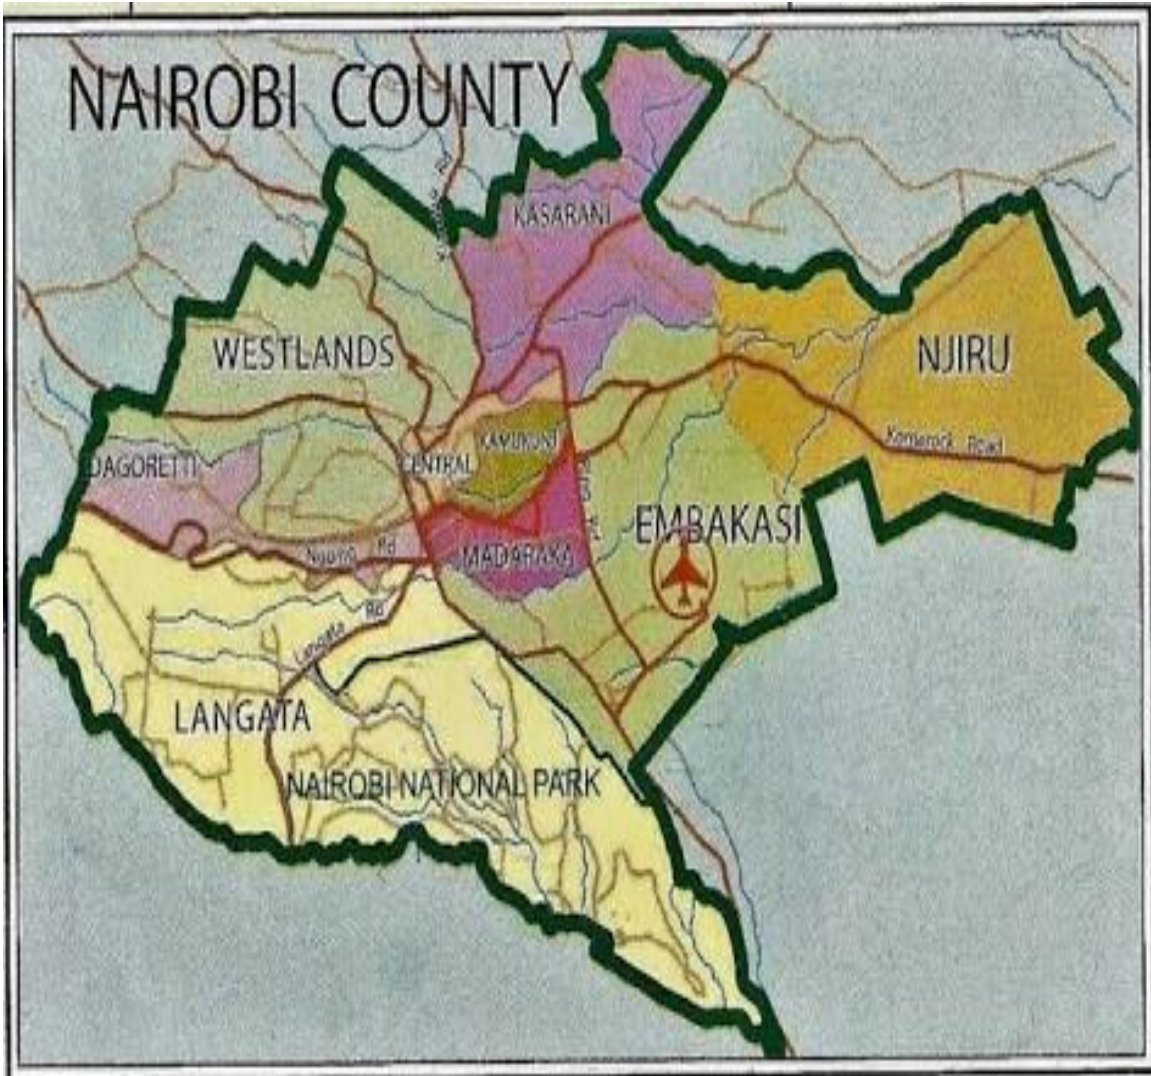 NAIROBI COUNTY
KASARANI
WESTLANDS
NJIRU
KAMUKUNJI
DAGORETTI
CENTRAL
Komarock Road
EMBAKASI
MADARAKA
Ngong Rd
Langata Rd
LANGATA
NAIROBI NATIONAL PARK